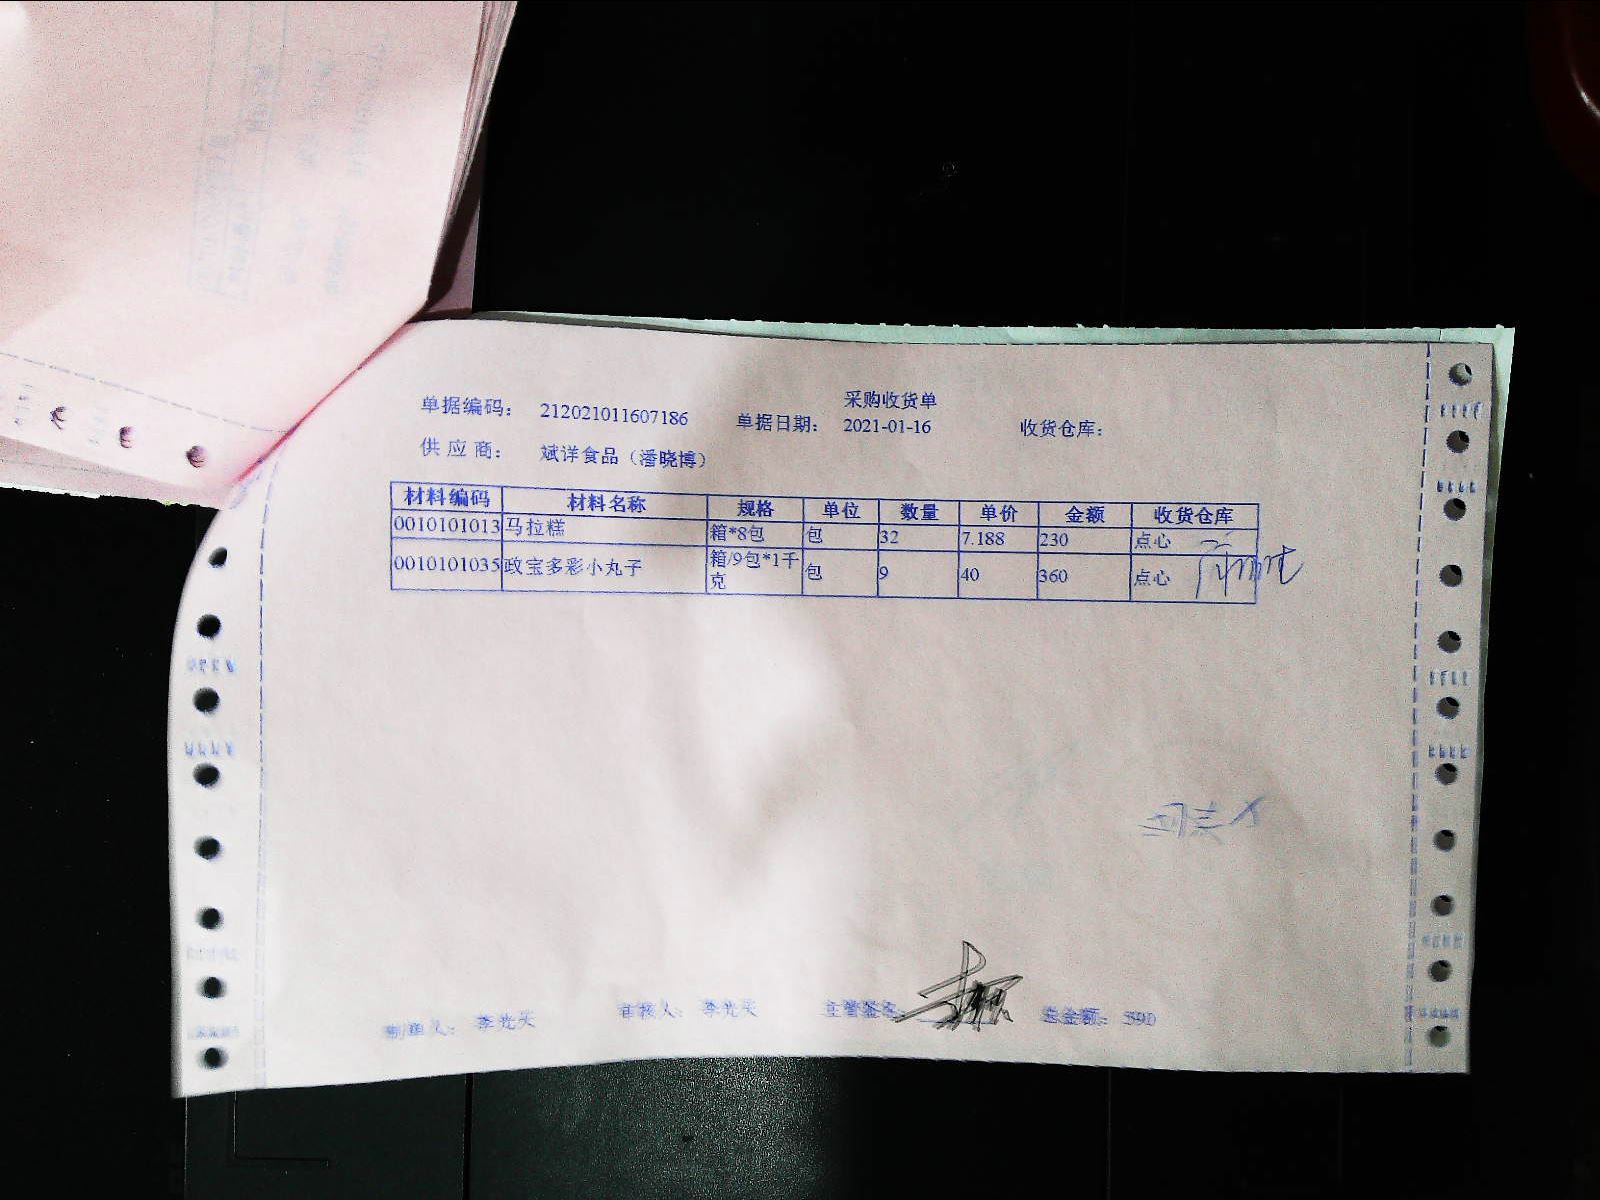 采购收货单
单据编码： 212021011607186 单据日期： 2021-01-16 收货仓库：
供 应 商： 斌洋食品（潘晓博）
材料编码 材料名称 规格 单位 数量 单价 金额 收货仓库
0010101013 马拉糕 箱*8包 包 32 7.188 230 点心
0010101035 政宝多彩小丸子 箱/9包*1千克 包 9 40 360 点心
制单人： 李光天 审核人： 李光天 主管签名： 总金额： 590